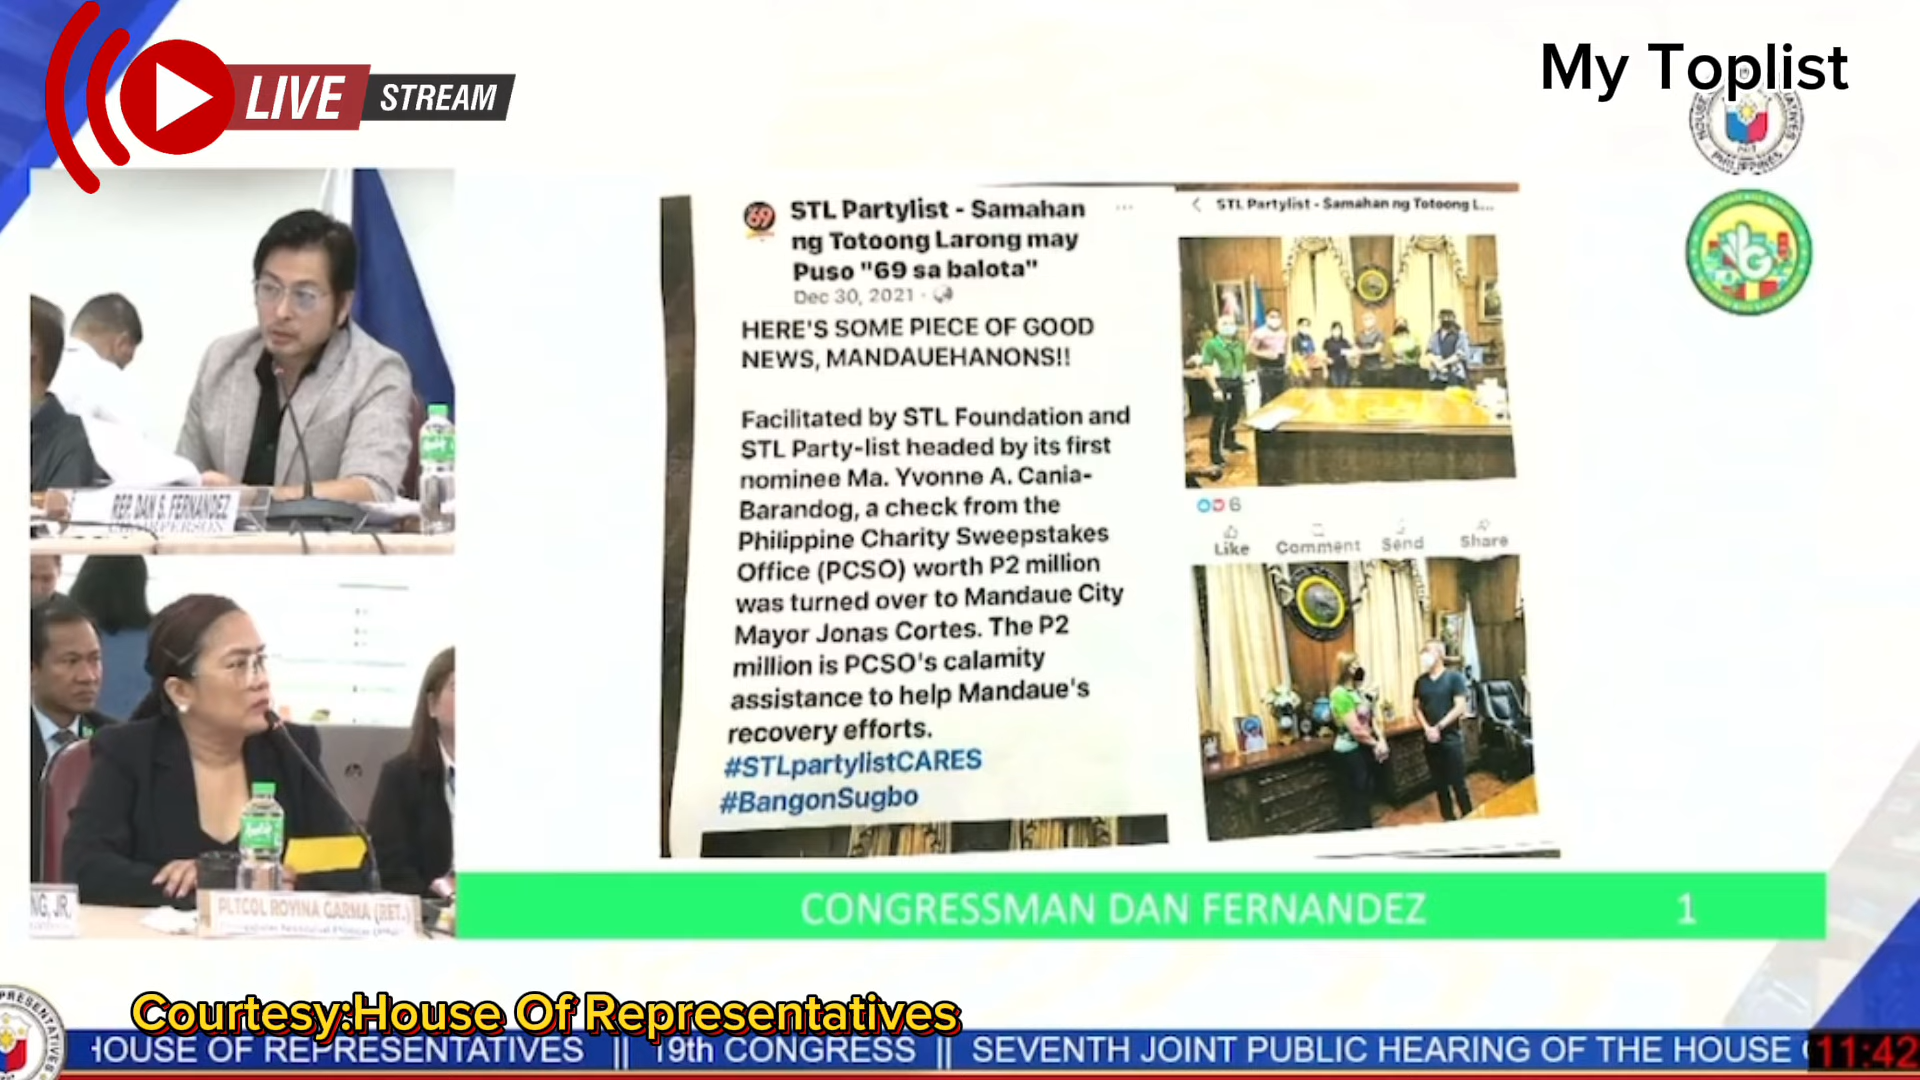 LIVE STREAM
My Toplist
PHILIPPINES
STL Partylist - Samahan
ng Totoong Larong may
Puso "69 sa balota"
Dec 30, 2021
HERE'S SOME PIECE OF GOOD
NEWS, MANDAUEHANONS!!
Facilitated by STL Foundation and
STL Party-list headed by its first
nominee Ma. Yvonne A. Cania-
Barandog, a check from the
Philippine Charity Sweepstakes
Office (PCSO) worth P2 million
was turned over to Mandaue City
Mayor Jonas Cortes. The P2
million is PCSO's calamity
assistance to help Mandaue's
recovery efforts.
#STLpartylistCARES
#BangonSugbo
STL Partylist - Samahan ng Totoong L...
6
Like Comment Send Share
REP. DAN S. FERNANDEZ
CHAIRPERSON
NG, JR.
PLTCOL ROYINA GARMA (RET.)
CONGRESSMAN DAN FERNANDEZ 1
Courtesy:House Of Representatives
HOUSE OF REPRESENTATIVES || 19th CONGRESS || SEVENTH JOINT PUBLIC HEARING OF THE HOUSE
11:42